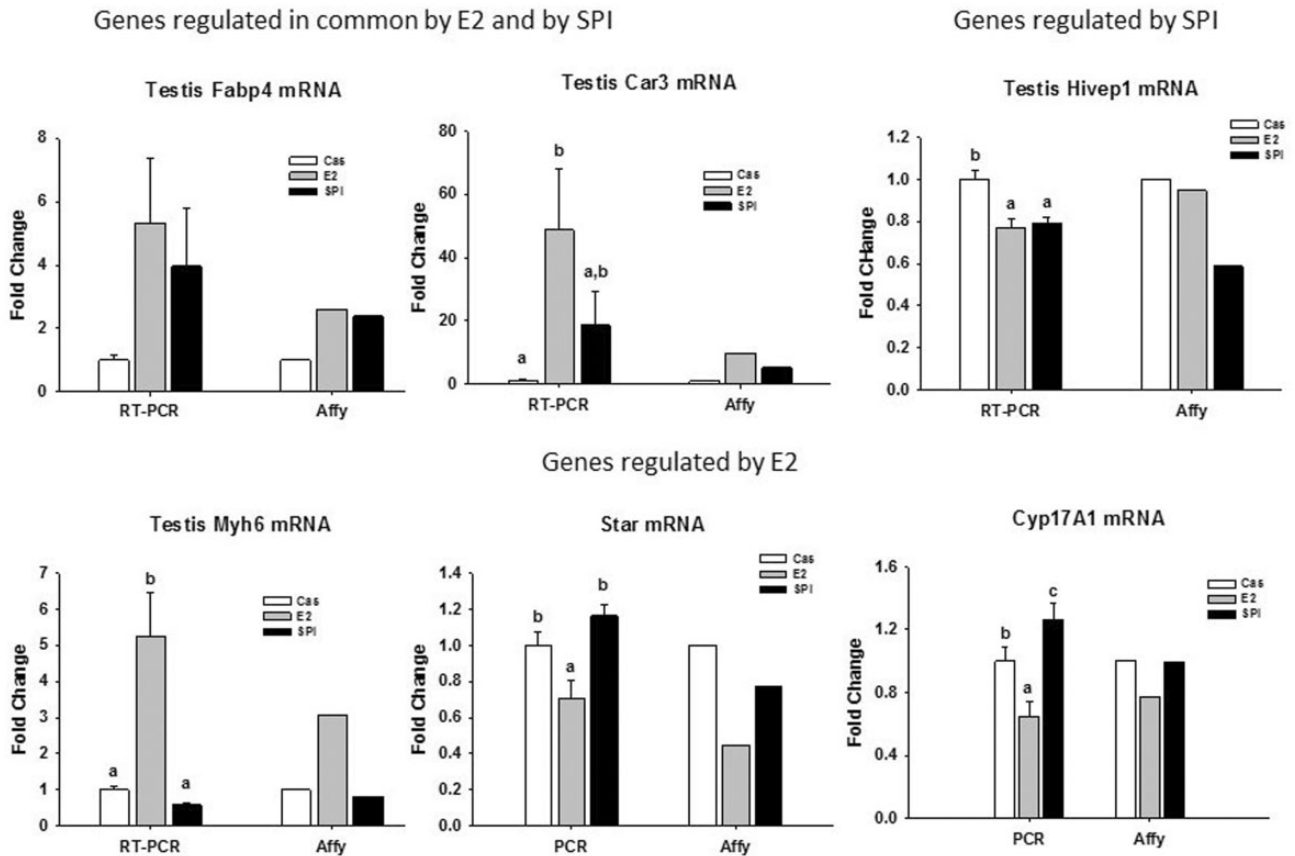 Genes regulated in common by E2 and by SPI
Genes regulated by SPI
Testis Fabp4 mRNA
Fold Change
8
6
4
2
0
Cas
E2
SPI
RT-PCR
Affy
Testis Car3 mRNA
Fold Change
80
60
40
20
0
a
b
a,b
Cas
E2
SPI
RT-PCR
Affy
Testis Hivep1 mRNA
Fold CHange
1.2
1.0
0.8
0.6
0.4
0.2
0.0
b
a
a
Cas
E2
SPI
RT-PCR
Affy
Genes regulated by E2
Testis Myh6 mRNA
Fold Change
7
6
5
4
3
2
1
0
a
b
a
Cas
E2
SPI
RT-PCR
Affy
Star mRNA
Fold Change
1.4
1.2
1.0
0.8
0.6
0.4
0.2
0.0
b
a
b
Cas
E2
SPI
PCR
Affy
Cyp17A1 mRNA
Fold Change
1.6
1.2
0.8
0.4
0.0
b
a
c
Cas
E2
SPI
PCR
Affy